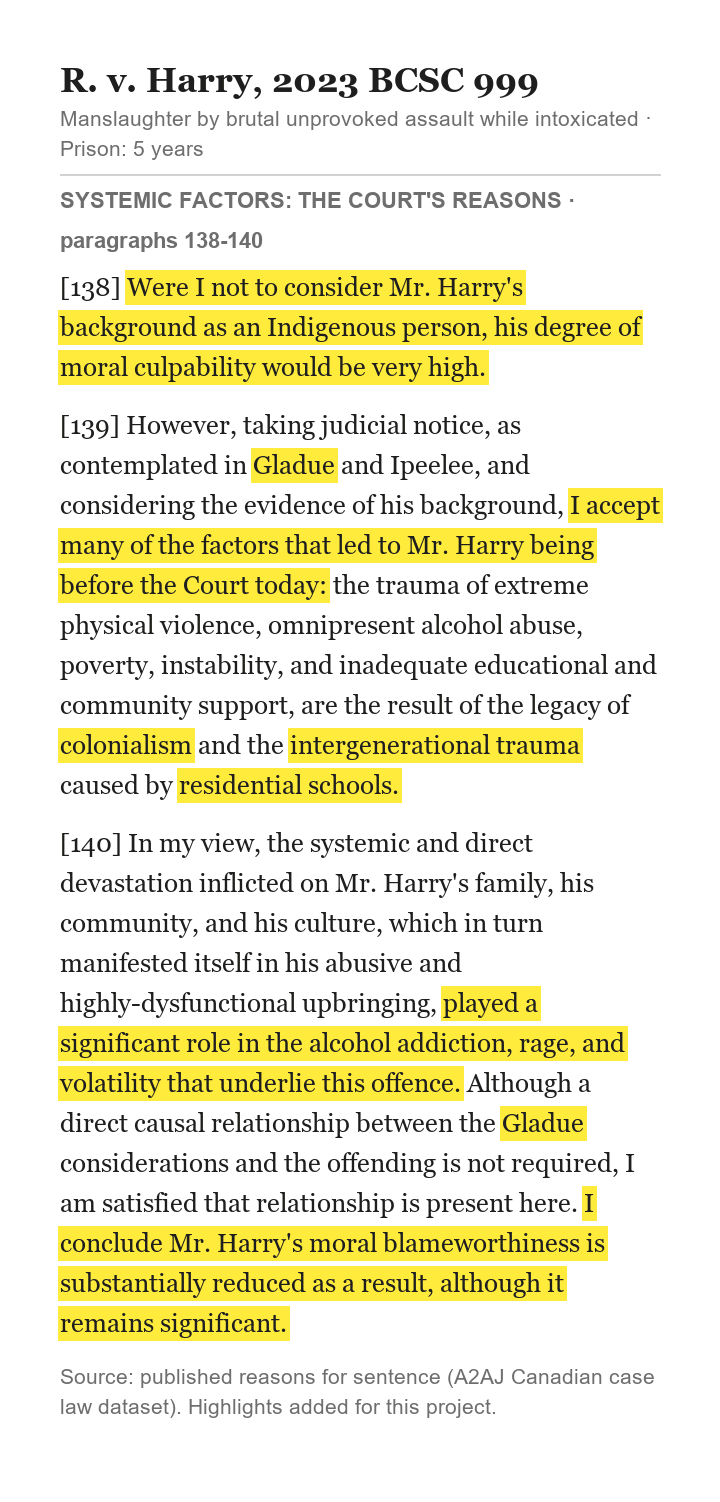 R. v. Harry, 2023 BCSC 999
Manslaughter by brutal unprovoked assault while intoxicated ·
Prison: 5 years
SYSTEMIC FACTORS: THE COURT'S REASONS ·
paragraphs 138-140
[138] Were I not to consider Mr. Harry's
background as an Indigenous person, his degree of
moral culpability would be very high.
[139] However, taking judicial notice, as
contemplated in Gladue and Ipeelee, and
considering the evidence of his background, I accept
many of the factors that led to Mr. Harry being
before the Court today: the trauma of extreme
physical violence, omnipresent alcohol abuse,
poverty, instability, and inadequate educational and
community support, are the result of the legacy of
colonialism and the intergenerational trauma
caused by residential schools.
[140] In my view, the systemic and direct
devastation inflicted on Mr. Harry's family, his
community, and his culture, which in turn
manifested itself in his abusive and
highly-dysfunctional upbringing, played a
significant role in the alcohol addiction, rage, and
volatility that underlie this offence. Although a
direct causal relationship between the Gladue
considerations and the offending is not required, I
am satisfied that relationship is present here. I
conclude Mr. Harry's moral blameworthiness is
substantially reduced as a result, although it
remains significant.
Source: published reasons for sentence (A2AJ Canadian case
law dataset). Highlights added for this project.